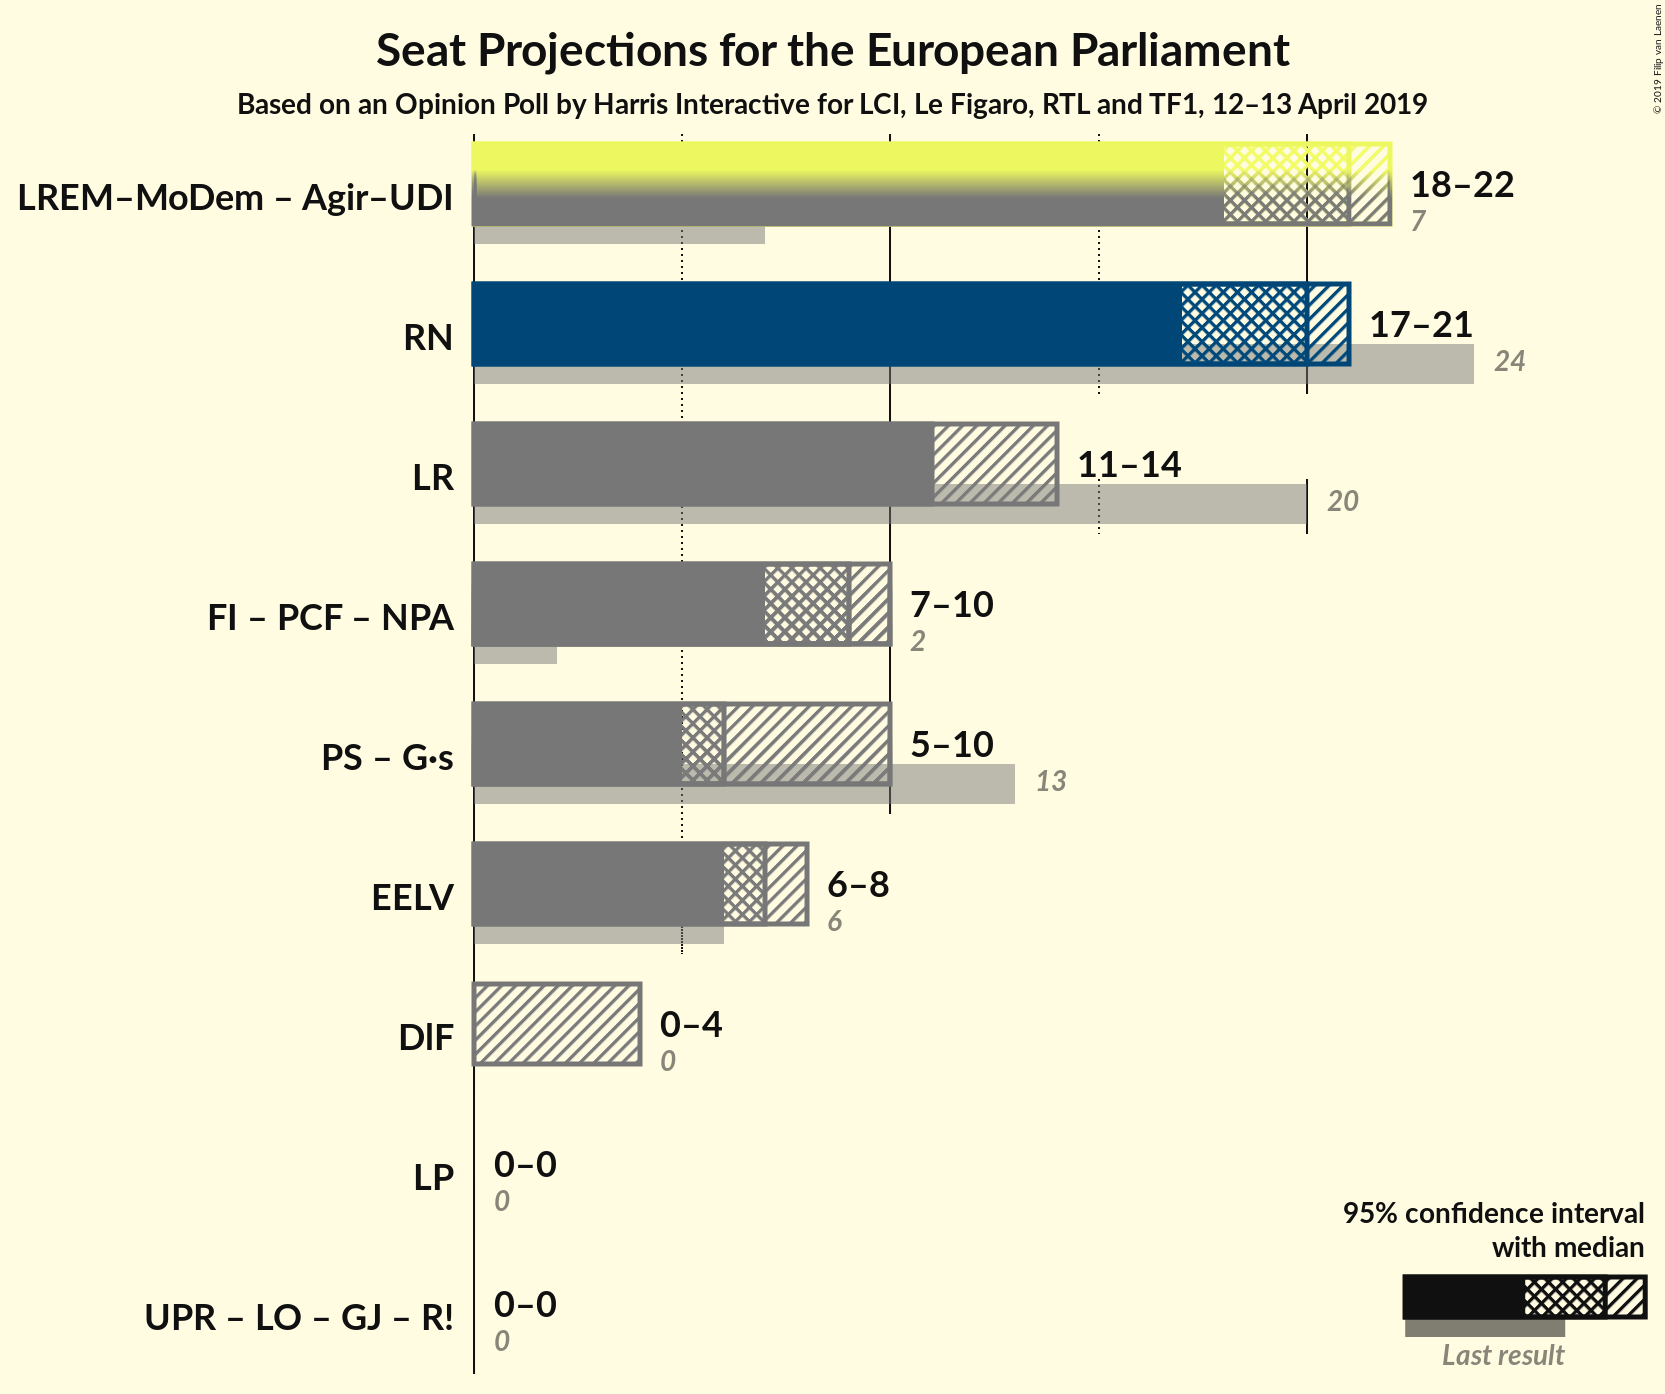 Seat Projections for the European Parliament
Based on an Opinion Poll by Harris Interactive for LCI, Le Figaro, RTL and TF1, 12–13 April 2019
© 2019 Filip van Laenen
LREM–MoDem – Agir–UDI
18–22
7
RN
17–21
24
LR
11–14
20
FI – PCF – NPA
7–10
2
PS – G·s
5–10
13
EELV
6–8
6
DlF
0–4
0
LP
0–0
0
UPR – LO – GJ – R!
0–0
0
95% confidence interval
with median
Last result